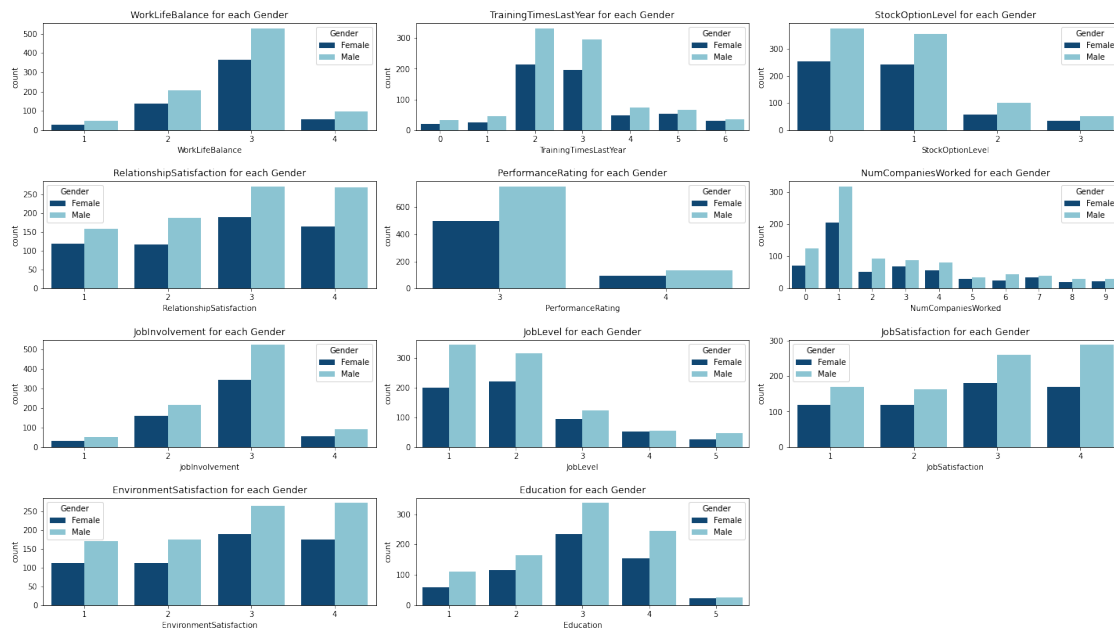 WorkLifeBalance for each Gender
500
400
300
200
100
0
count
1 2 3 4
WorkLifeBalance
Gender
Female
Male
TrainingTimesLastYear for each Gender
300
200
100
0
count
0 1 2 3 4 5 6
TrainingTimesLastYear
Gender
Female
Male
StockOptionLevel for each Gender
300
200
100
0
count
0 1 2 3
StockOptionLevel
Gender
Female
Male
RelationshipSatisfaction for each Gender
250
200
150
100
50
0
count
1 2 3 4
RelationshipSatisfaction
Gender
Female
Male
PerformanceRating for each Gender
600
400
200
0
count
3 4
PerformanceRating
Gender
Female
Male
NumCompaniesWorked for each Gender
300
200
100
0
count
0 1 2 3 4 5 6 7 8 9
NumCompaniesWorked
Gender
Female
Male
JobInvolvement for each Gender
500
400
300
200
100
0
count
1 2 3 4
JobInvolvement
Gender
Female
Male
JobLevel for each Gender
300
200
100
0
count
1 2 3 4 5
JobLevel
Gender
Female
Male
JobSatisfaction for each Gender
300
200
100
0
count
1 2 3 4
JobSatisfaction
Gender
Female
Male
EnvironmentSatisfaction for each Gender
250
200
150
100
50
0
count
1 2 3 4
EnvironmentSatisfaction
Gender
Female
Male
Education for each Gender
300
200
100
0
count
1 2 3 4 5
Education
Gender
Female
Male